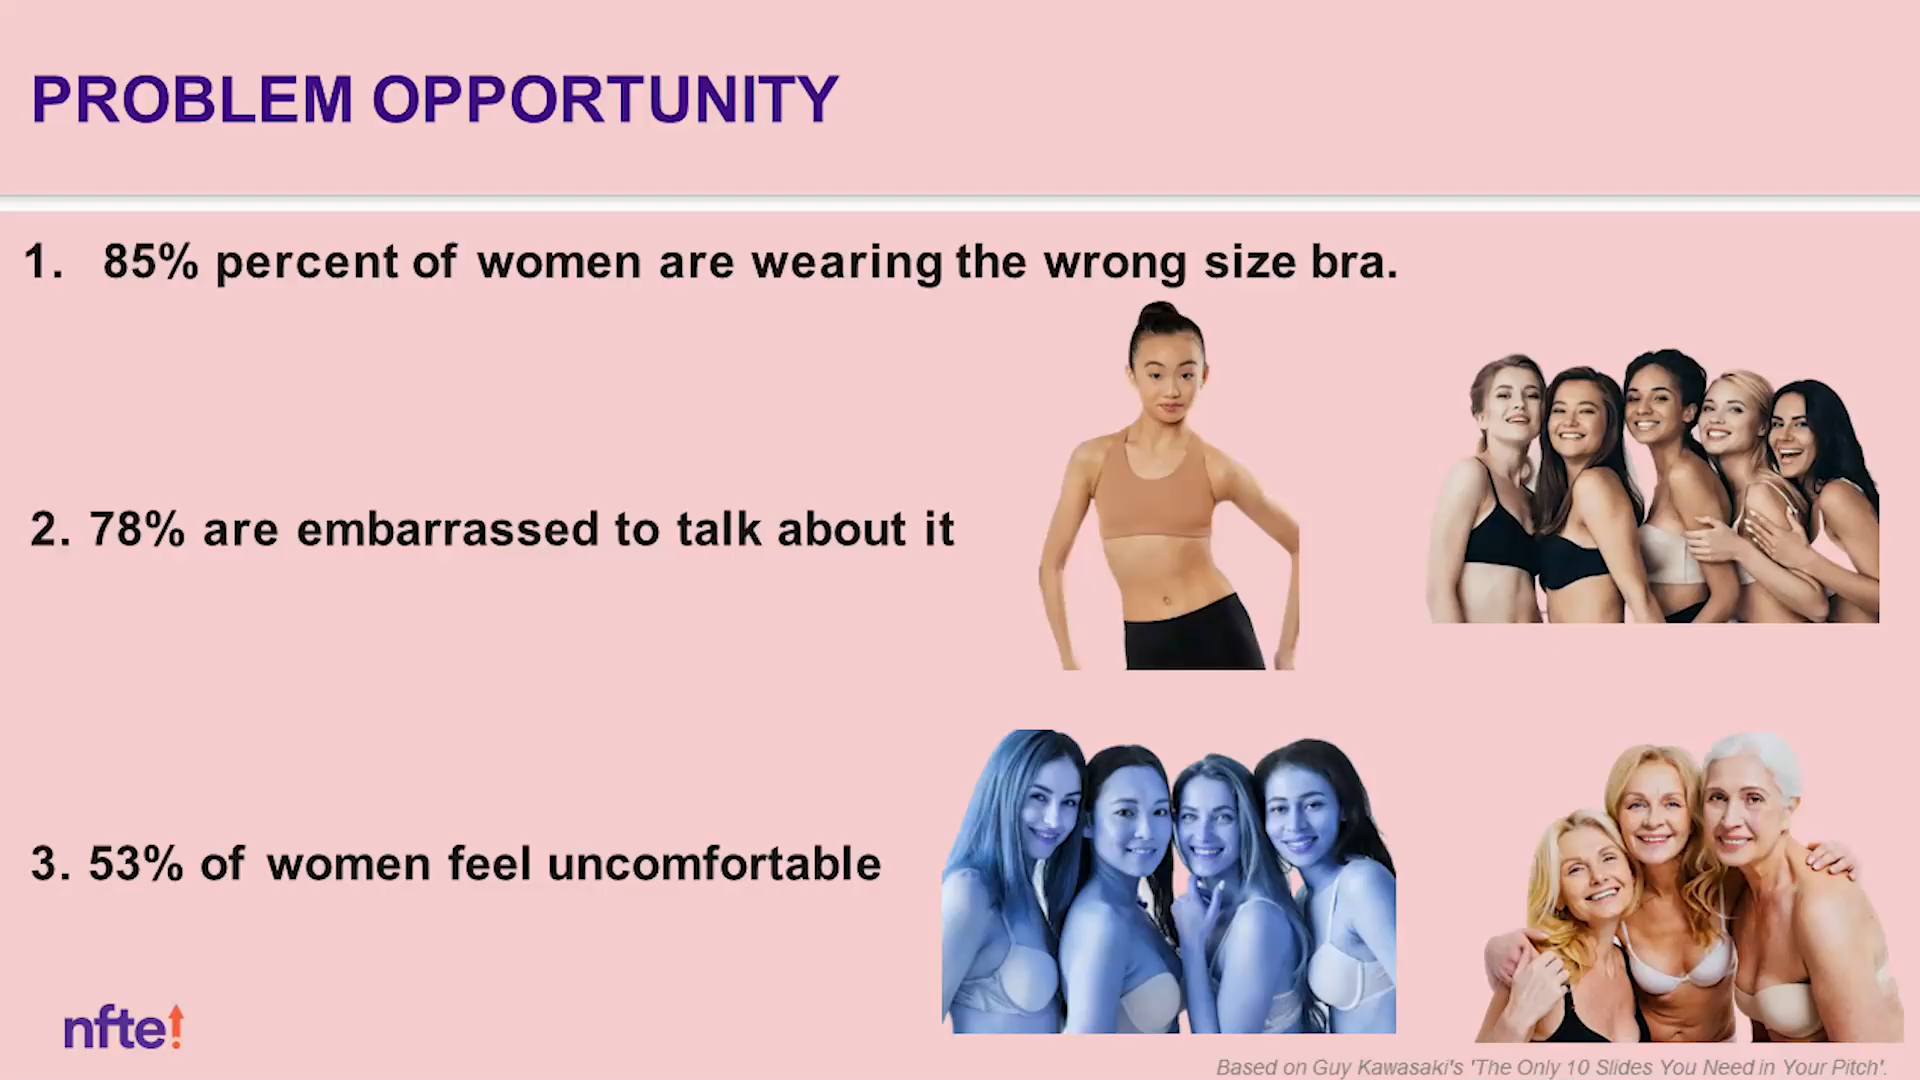 PROBLEM OPPORTUNITY
1. 85% percent of women are wearing the wrong size bra.
2. 78% are embarrassed to talk about it
3. 53% of women feel uncomfortable
nfte!
Based on Guy Kawasaki's 'The Only 10 Slides You Need in Your Pitch'.